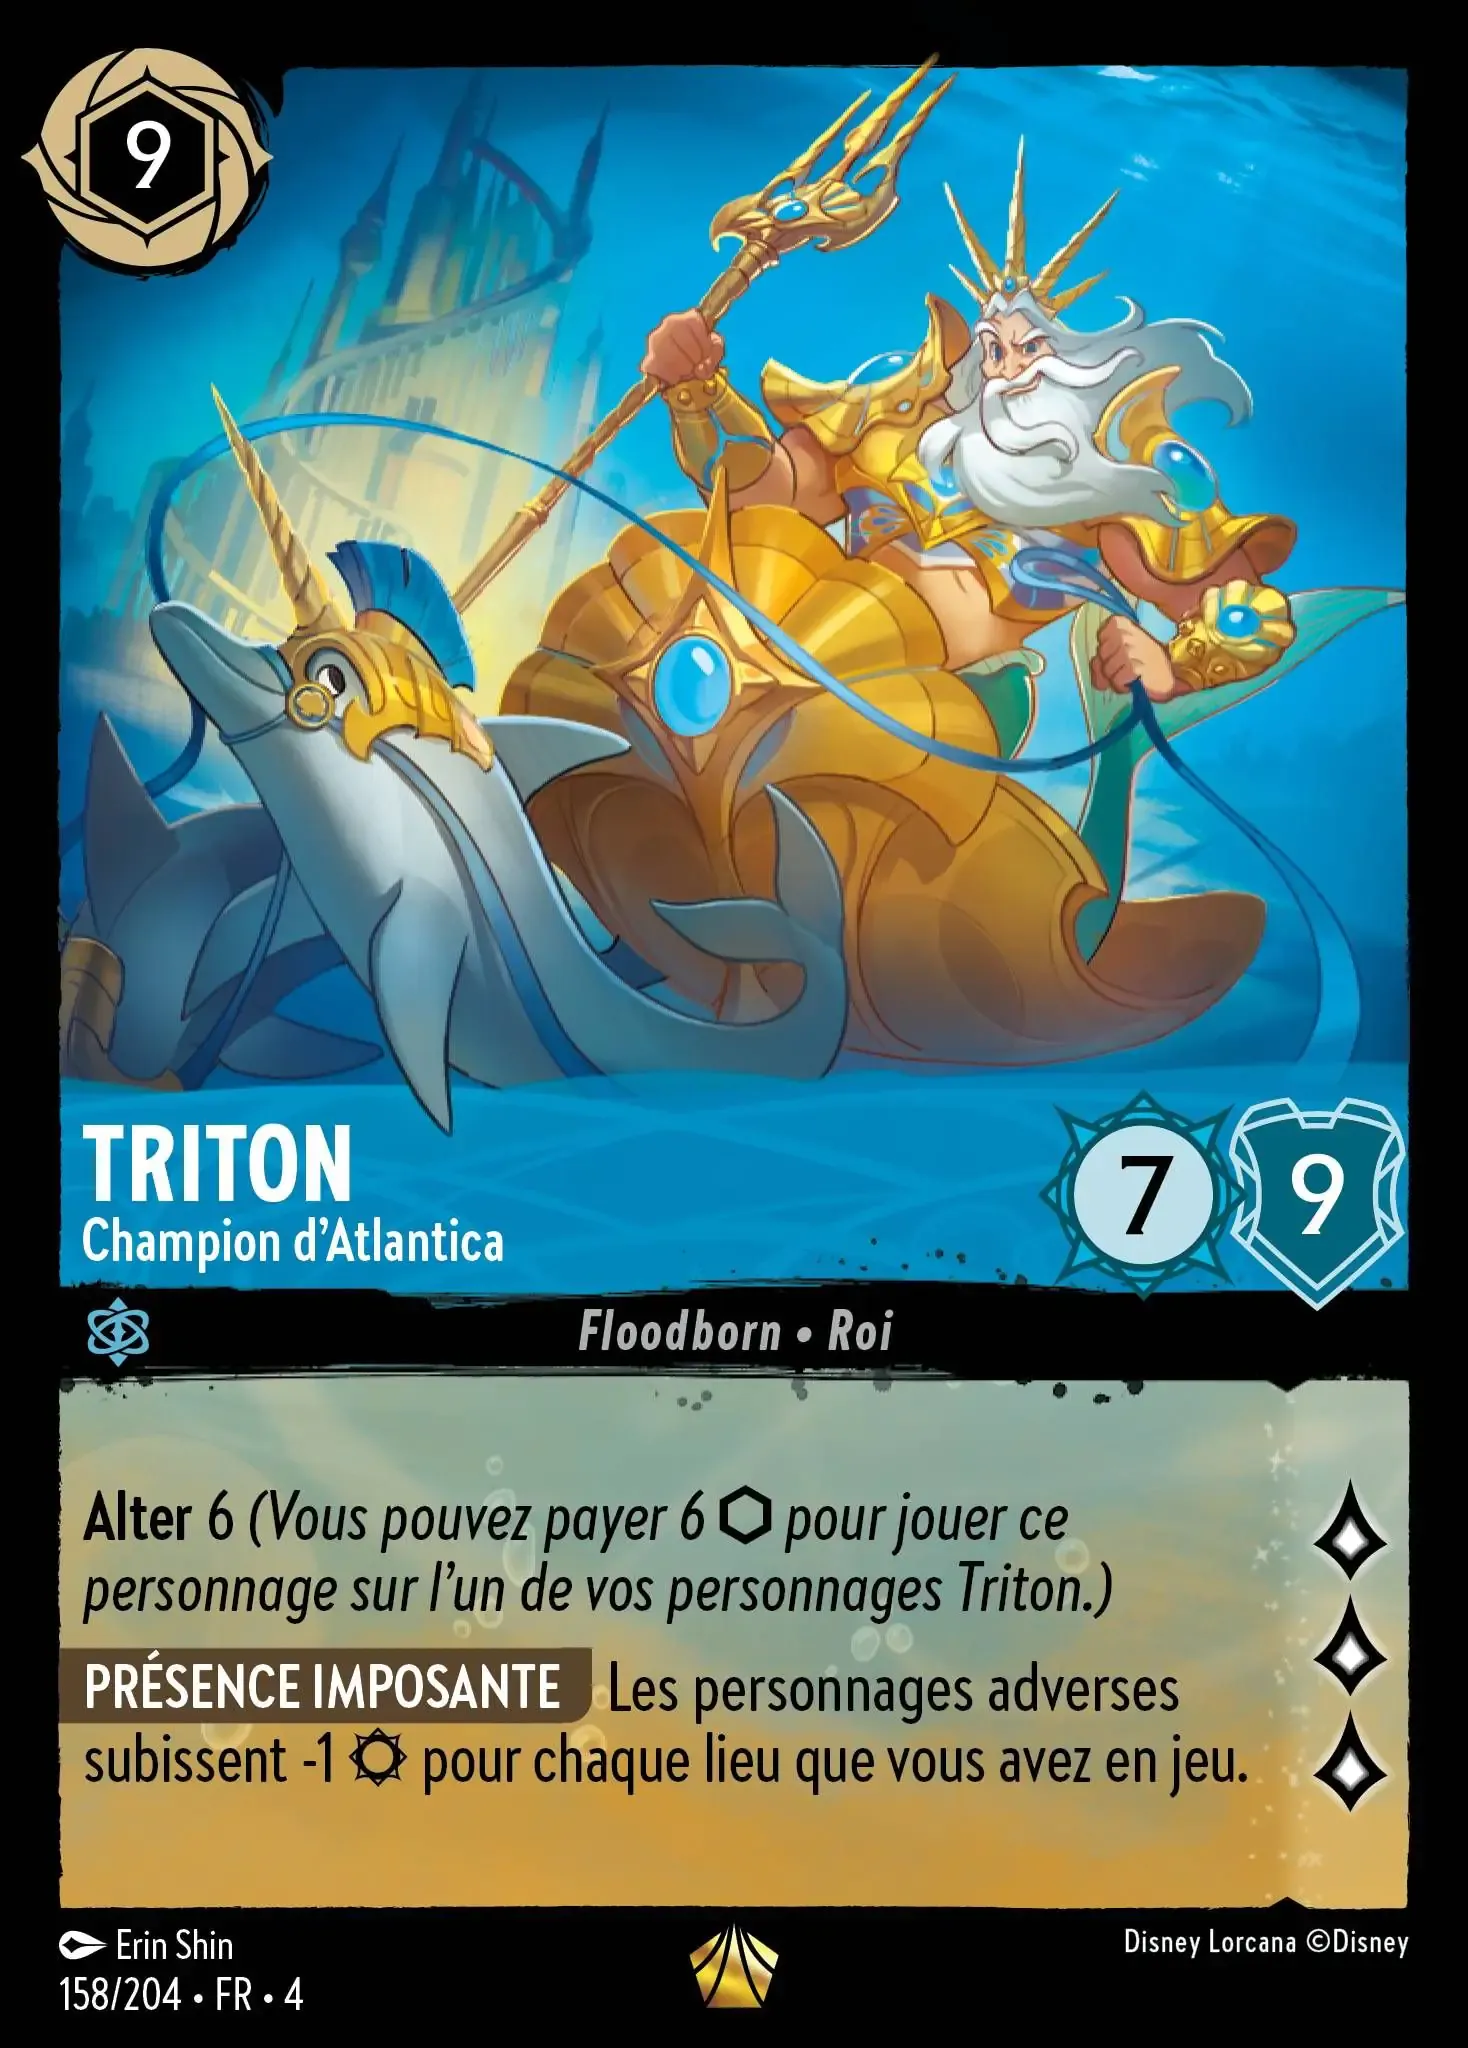 9
TRITON
Champion d'Atlantica
7
9
Floodborn • Roi
Alter 6 (Vous pouvez payer 6 ⬡ pour jouer ce
personnage sur l'un de vos personnages Triton.)
PRÉSENCE IMPOSANTE Les personnages adverses
subissent -1 ¤ pour chaque lieu que vous avez en jeu.
Erin Shin
Disney Lorcana ©Disney
158/204 • FR • 4